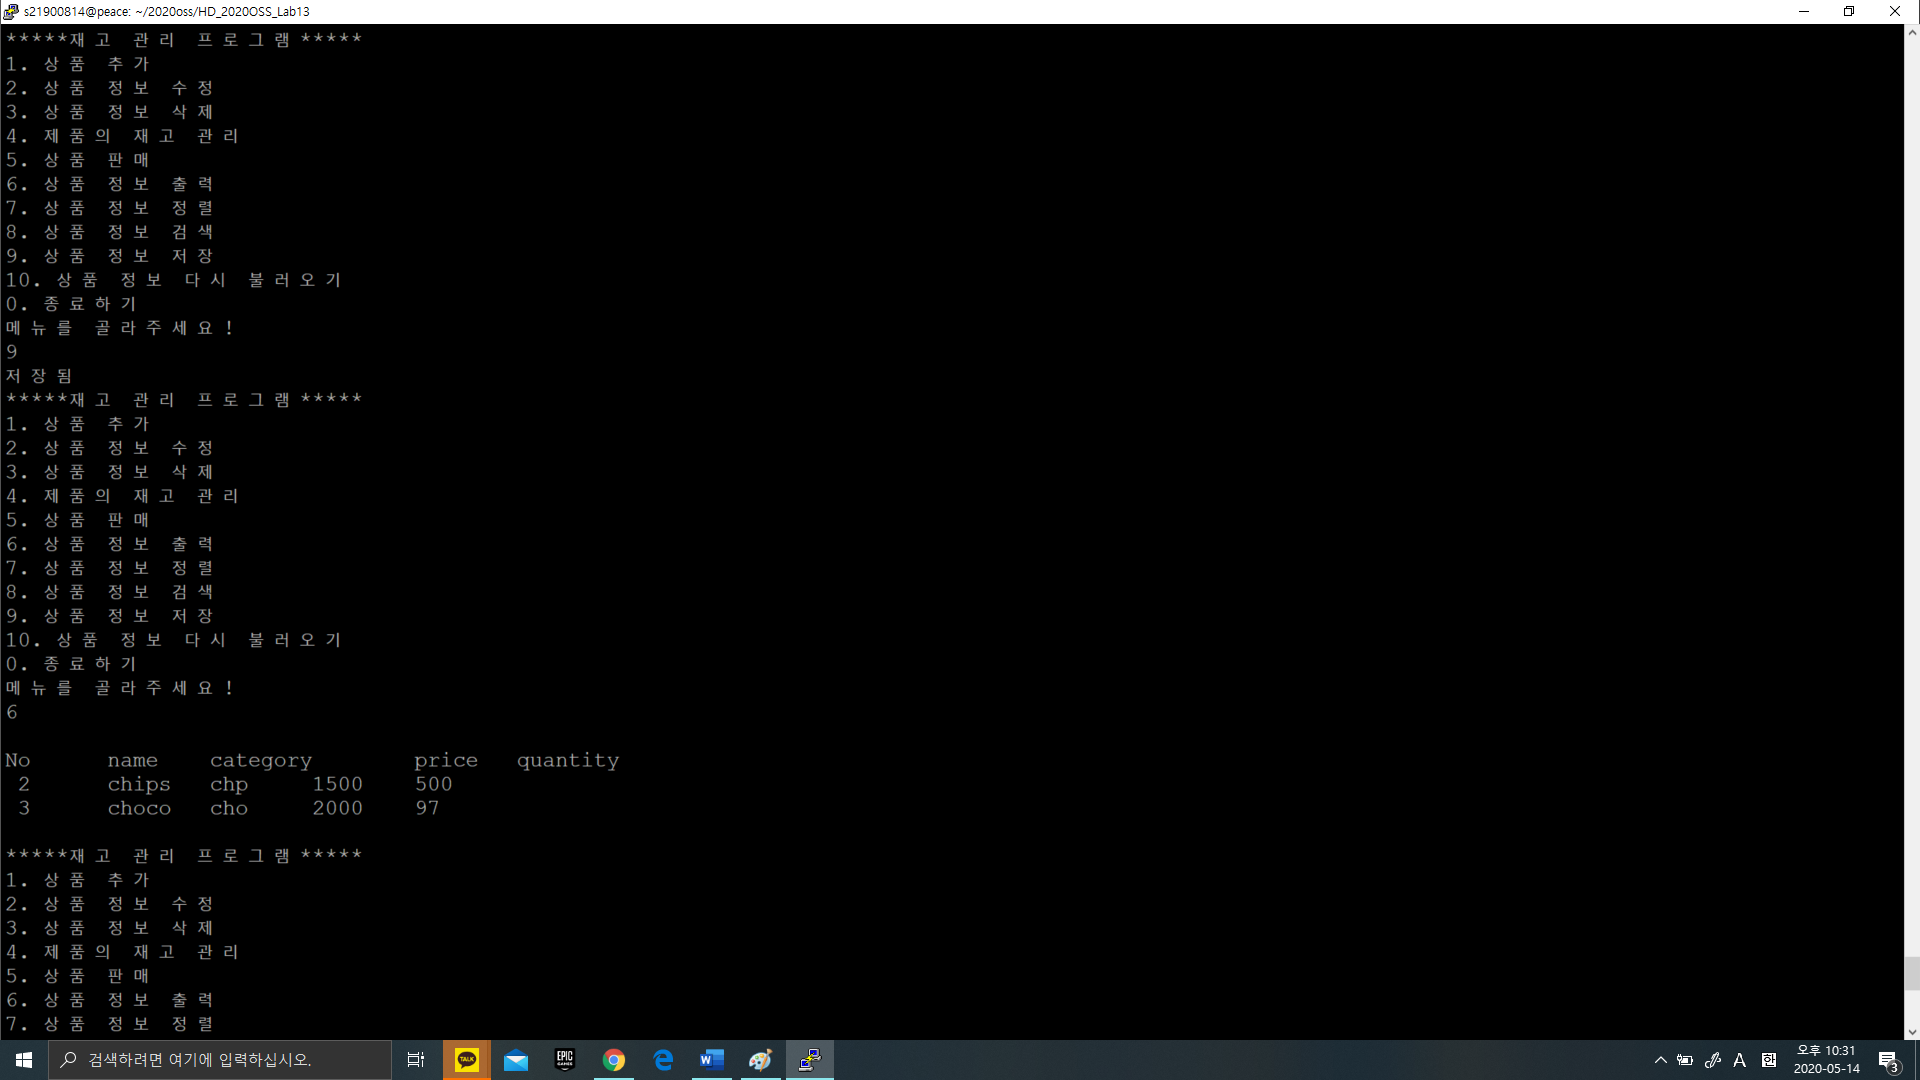 s21900814@peace: ~/2020oss/HD_2020OSS_Lab13
*****재고 관리 프로그램*****
1. 상품 추가
2. 상품 정보 수정
3. 상품 정보 삭제
4. 제품의 재고 관리
5. 상품 판매
6. 상품 정보 출력
7. 상품 정보 정렬
8. 상품 정보 검색
9. 상품 정보 저장
10. 상품 정보 다시 불러오기
0. 종료하기
메뉴를 골라주세요!
9
저장됨
*****재고 관리 프로그램*****
1. 상품 추가
2. 상품 정보 수정
3. 상품 정보 삭제
4. 제품의 재고 관리
5. 상품 판매
6. 상품 정보 출력
7. 상품 정보 정렬
8. 상품 정보 검색
9. 상품 정보 저장
10. 상품 정보 다시 불러오기
0. 종료하기
메뉴를 골라주세요!
6
No name category price quantity
2 chips chp 1500 500
3 choco cho 2000 97
*****재고 관리 프로그램*****
1. 상품 추가
2. 상품 정보 수정
3. 상품 정보 삭제
4. 제품의 재고 관리
5. 상품 판매
6. 상품 정보 출력
7. 상품 정보 정렬
검색하려면 여기에 입력하십시오.
TALK
EPIC GAMES
A
오후 10:31
2020-05-14
3